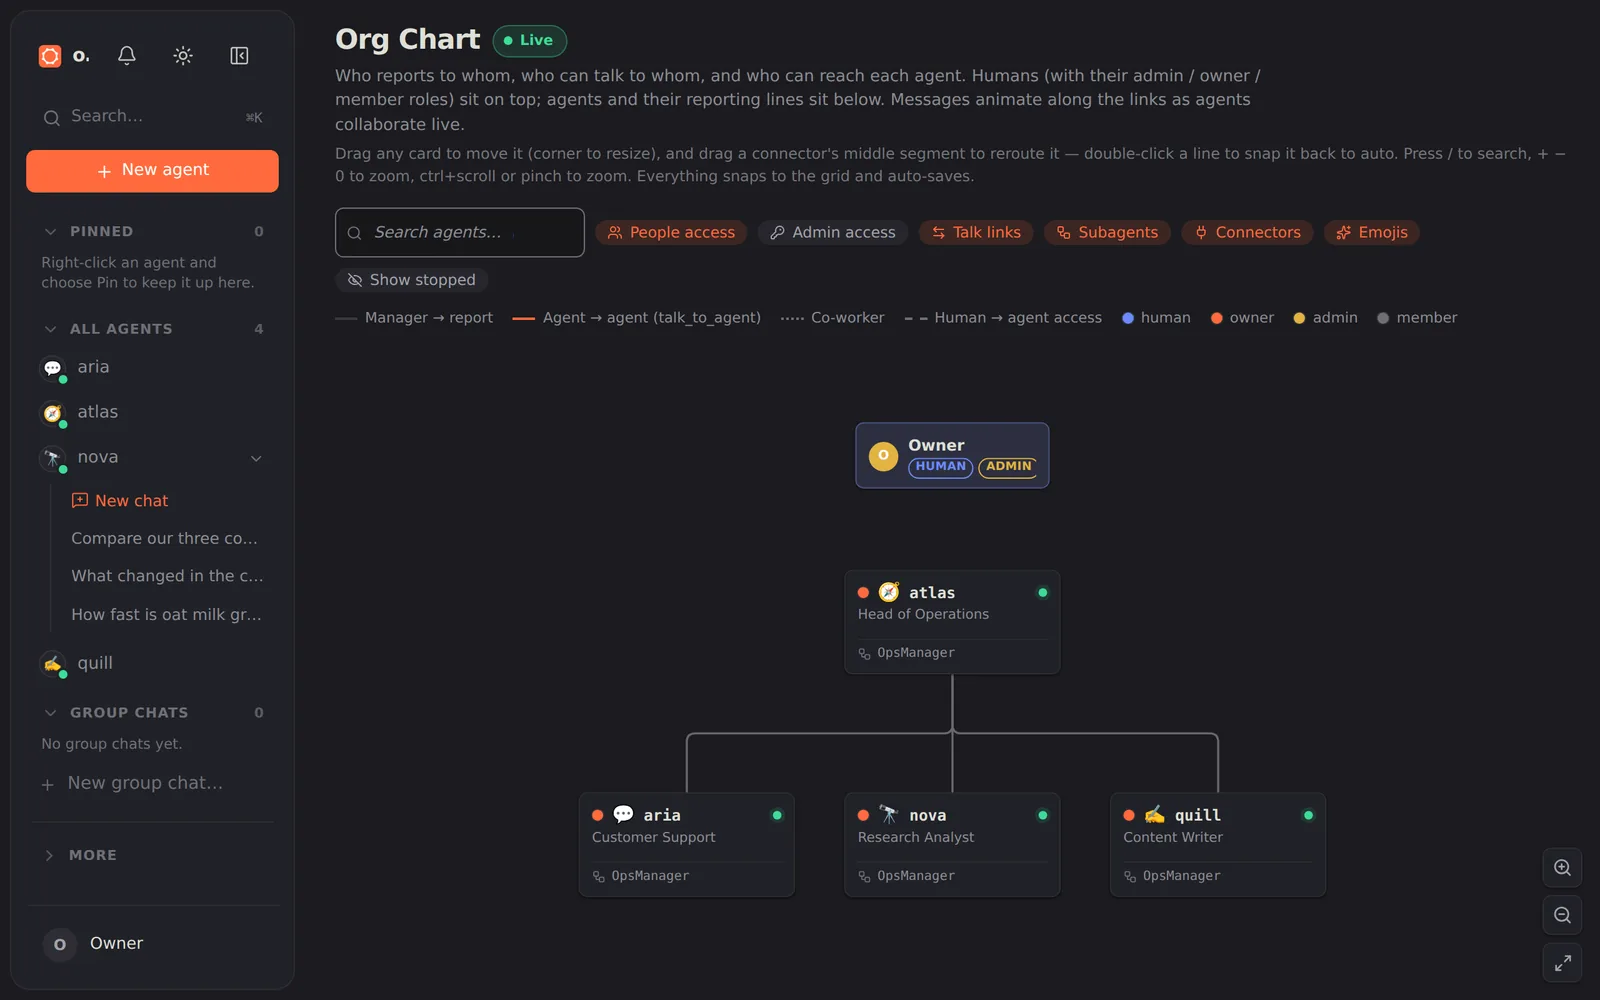 o.
Search...
⌘K
+ New agent
PINNED
0
Right-click an agent and
choose Pin to keep it up here.
ALL AGENTS
4
aria
atlas
nova
New chat
Compare our three co...
What changed in the c...
How fast is oat milk gr...
quill
GROUP CHATS
0
No group chats yet.
+ New group chat...
MORE
O
Owner
Org Chart
Live
Who reports to whom, who can talk to whom, and who can reach each agent. Humans (with their admin / owner /
member roles) sit on top; agents and their reporting lines sit below. Messages animate along the links as agents
collaborate live.
Drag any card to move it (corner to resize), and drag a connector's middle segment to reroute it — double-click a line to snap it back to auto. Press / to search, + −
0 to zoom, ctrl+scroll or pinch to zoom. Everything snaps to the grid and auto-saves.
Search agents...
People access
Admin access
Talk links
Subagents
Connectors
Emojis
Show stopped
Manager → report
Agent → agent (talk_to_agent)
Co-worker
Human → agent access
human
owner
admin
member
O
Owner
HUMAN
ADMIN
atlas
Head of Operations
OpsManager
aria
Customer Support
OpsManager
nova
Research Analyst
OpsManager
quill
Content Writer
OpsManager